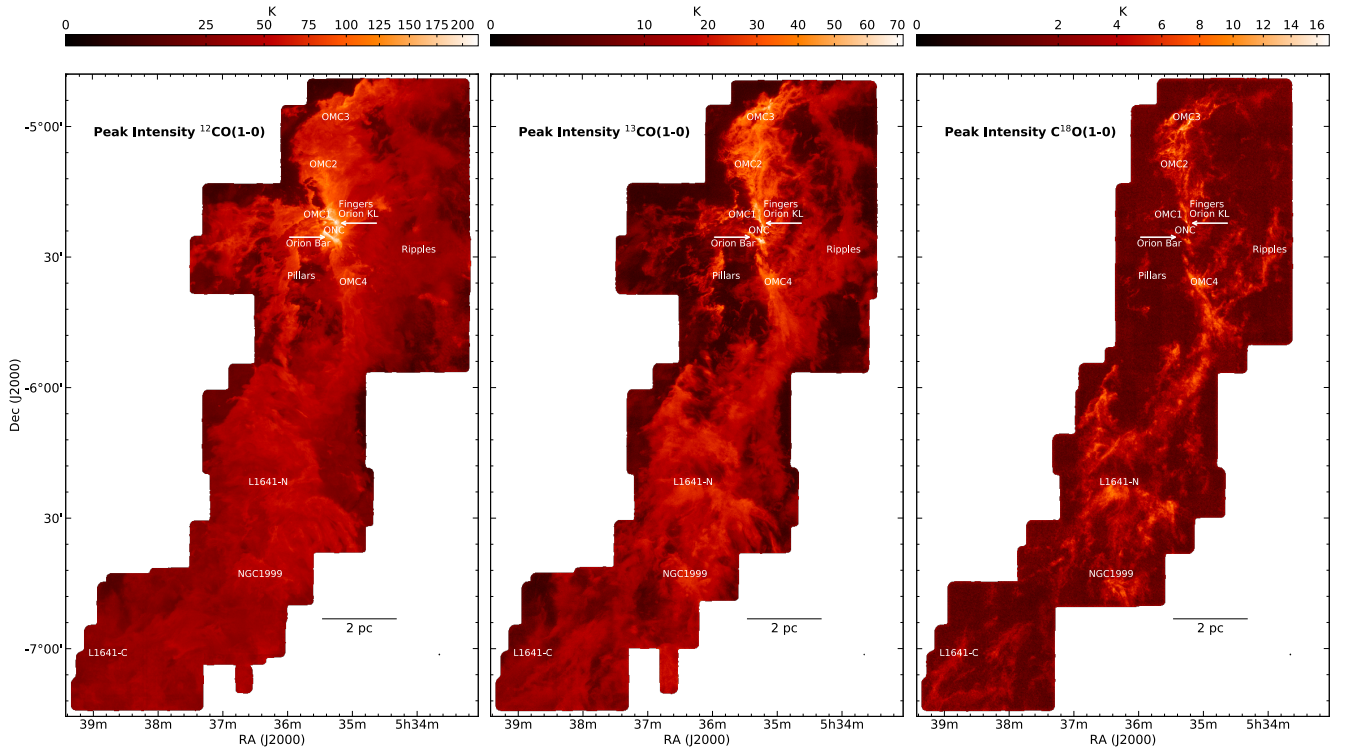 K
0 25 50 75 100 125 150 175 200
K
0 10 20 30 40 50 60 70
K
0 2 4 6 8 10 12 14 16
Peak Intensity ¹²CO(1-0)
OMC3
OMC2
Fingers
OMC1 Orion KL
ONC
Orion Bar
Ripples
Pillars
OMC4
L1641-N
NGC1999
2 pc
L1641-C
Peak Intensity ¹³CO(1-0)
OMC3
OMC2
Fingers
OMC1 Orion KL
ONC
Orion Bar
Ripples
Pillars
OMC4
L1641-N
NGC1999
2 pc
L1641-C
Peak Intensity C¹⁸O(1-0)
OMC3
OMC2
Fingers
OMC1 Orion KL
ONC
Orion Bar
Ripples
Pillars
OMC4
L1641-N
NGC1999
2 pc
L1641-C
-5°00'
30'
-6°00'
30'
-7°00'
Dec (J2000)
39m 38m 37m 36m 35m 5h34m
RA (J2000)
39m 38m 37m 36m 35m 5h34m
RA (J2000)
39m 38m 37m 36m 35m 5h34m
RA (J2000)